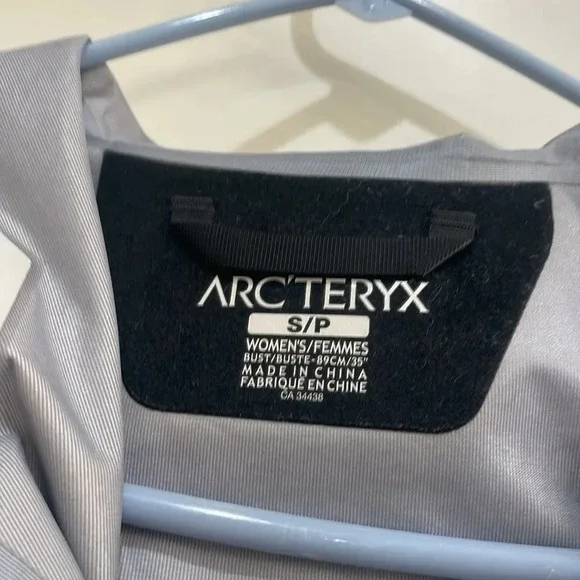 ARC'TERYX
S/P
WOMEN'S/FEMMES
BUST/BUSTE-89CM/35"
MADE IN CHINA
FABRIQUÉ EN CHINE
CA 34438